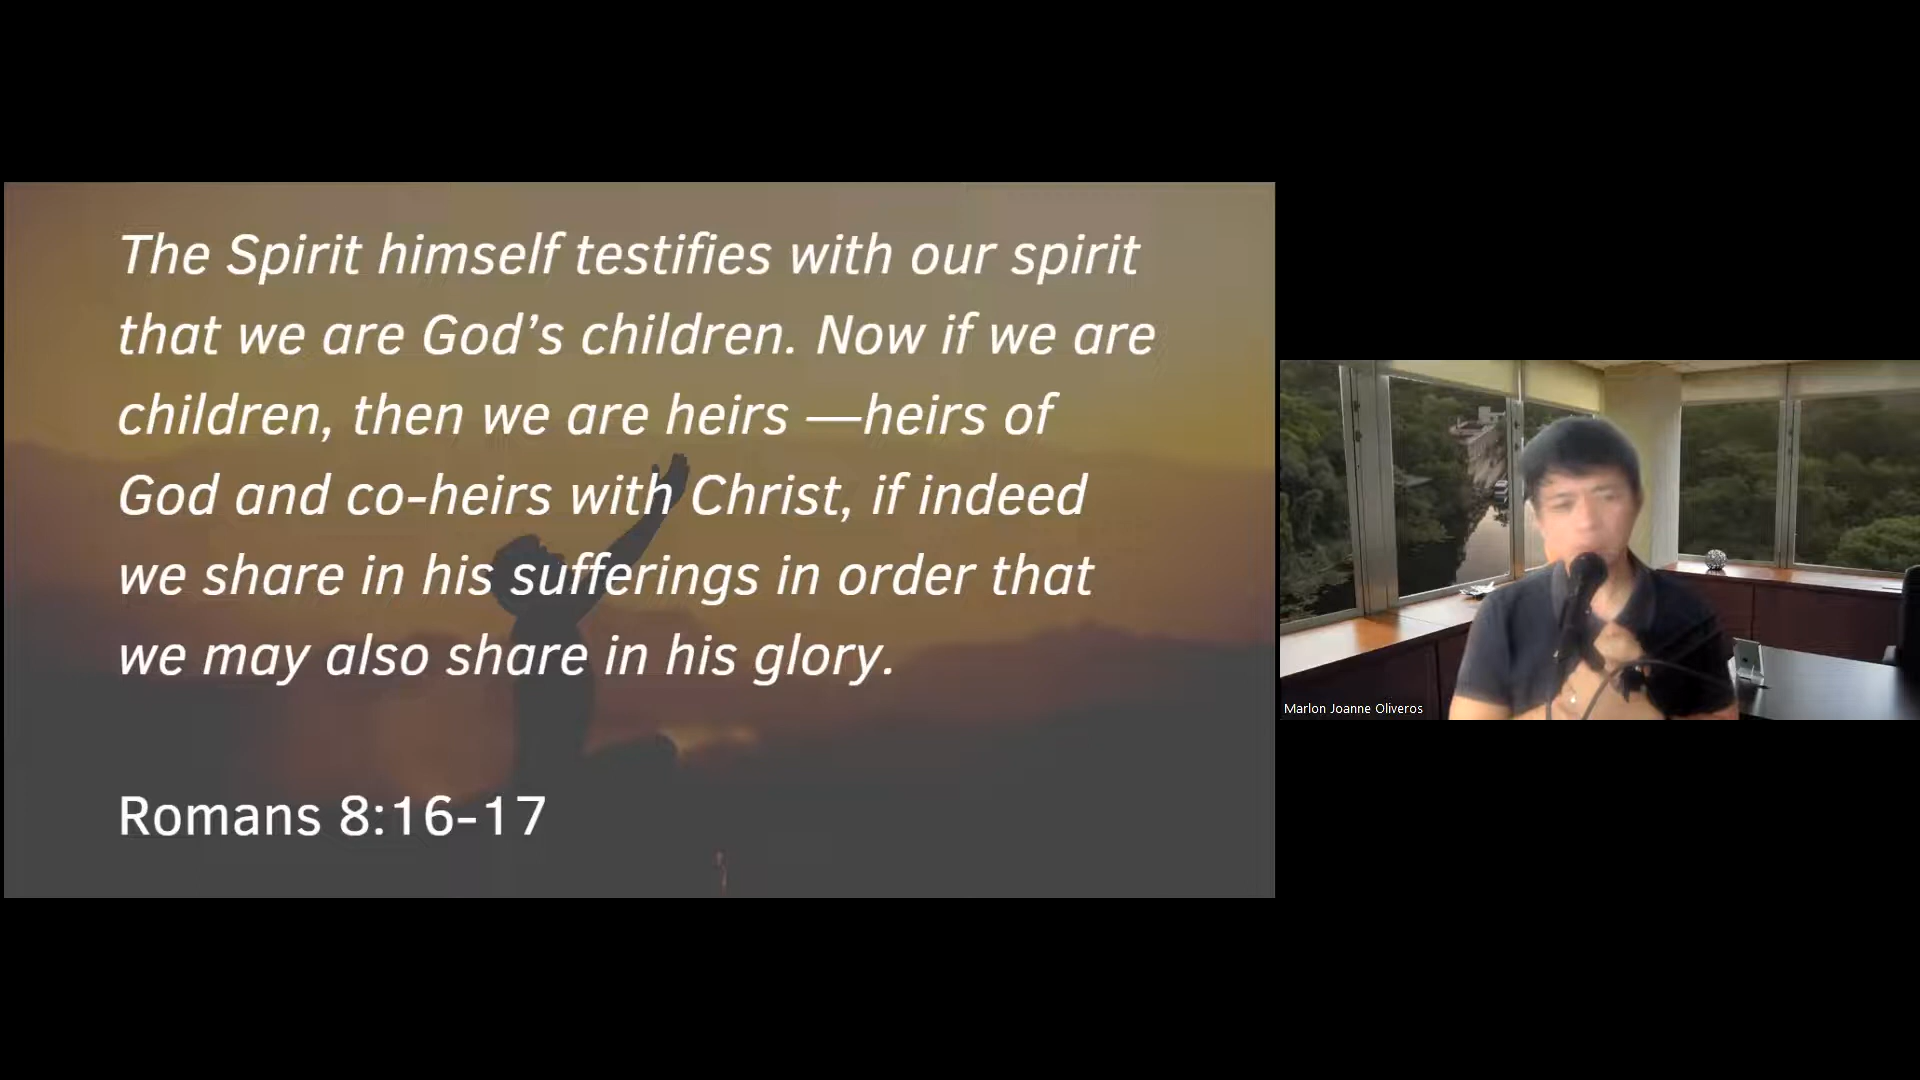 The Spirit himself testifies with our spirit
that we are God’s children. Now if we are
children, then we are heirs —heirs of
God and co-heirs with Christ, if indeed
we share in his sufferings in order that
we may also share in his glory.
Romans 8:16-17
Marlon Joanne Oliveros